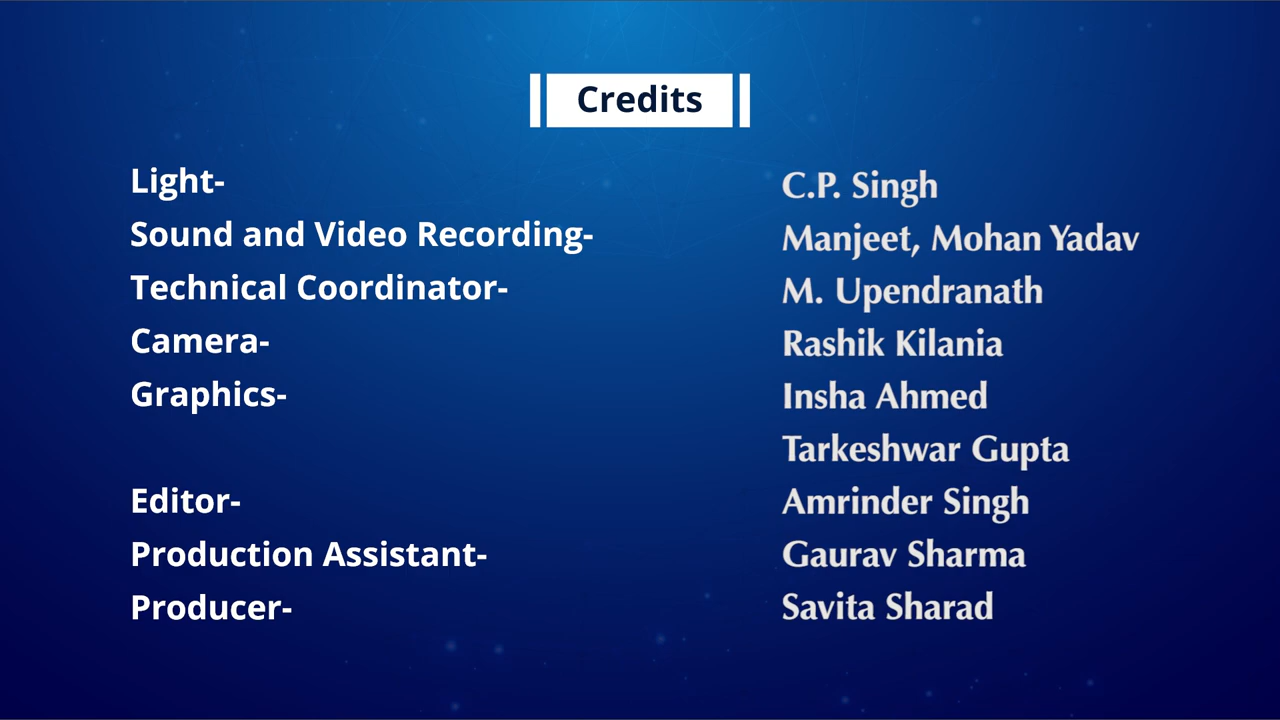 Credits
Light- C.P. Singh
Sound and Video Recording- Manjeet, Mohan Yadav
Technical Coordinator- M. Upendranath
Camera- Rashik Kilania
Graphics- Insha Ahmed
Tarkeshwar Gupta
Editor- Amrinder Singh
Production Assistant- Gaurav Sharma
Producer- Savita Sharad